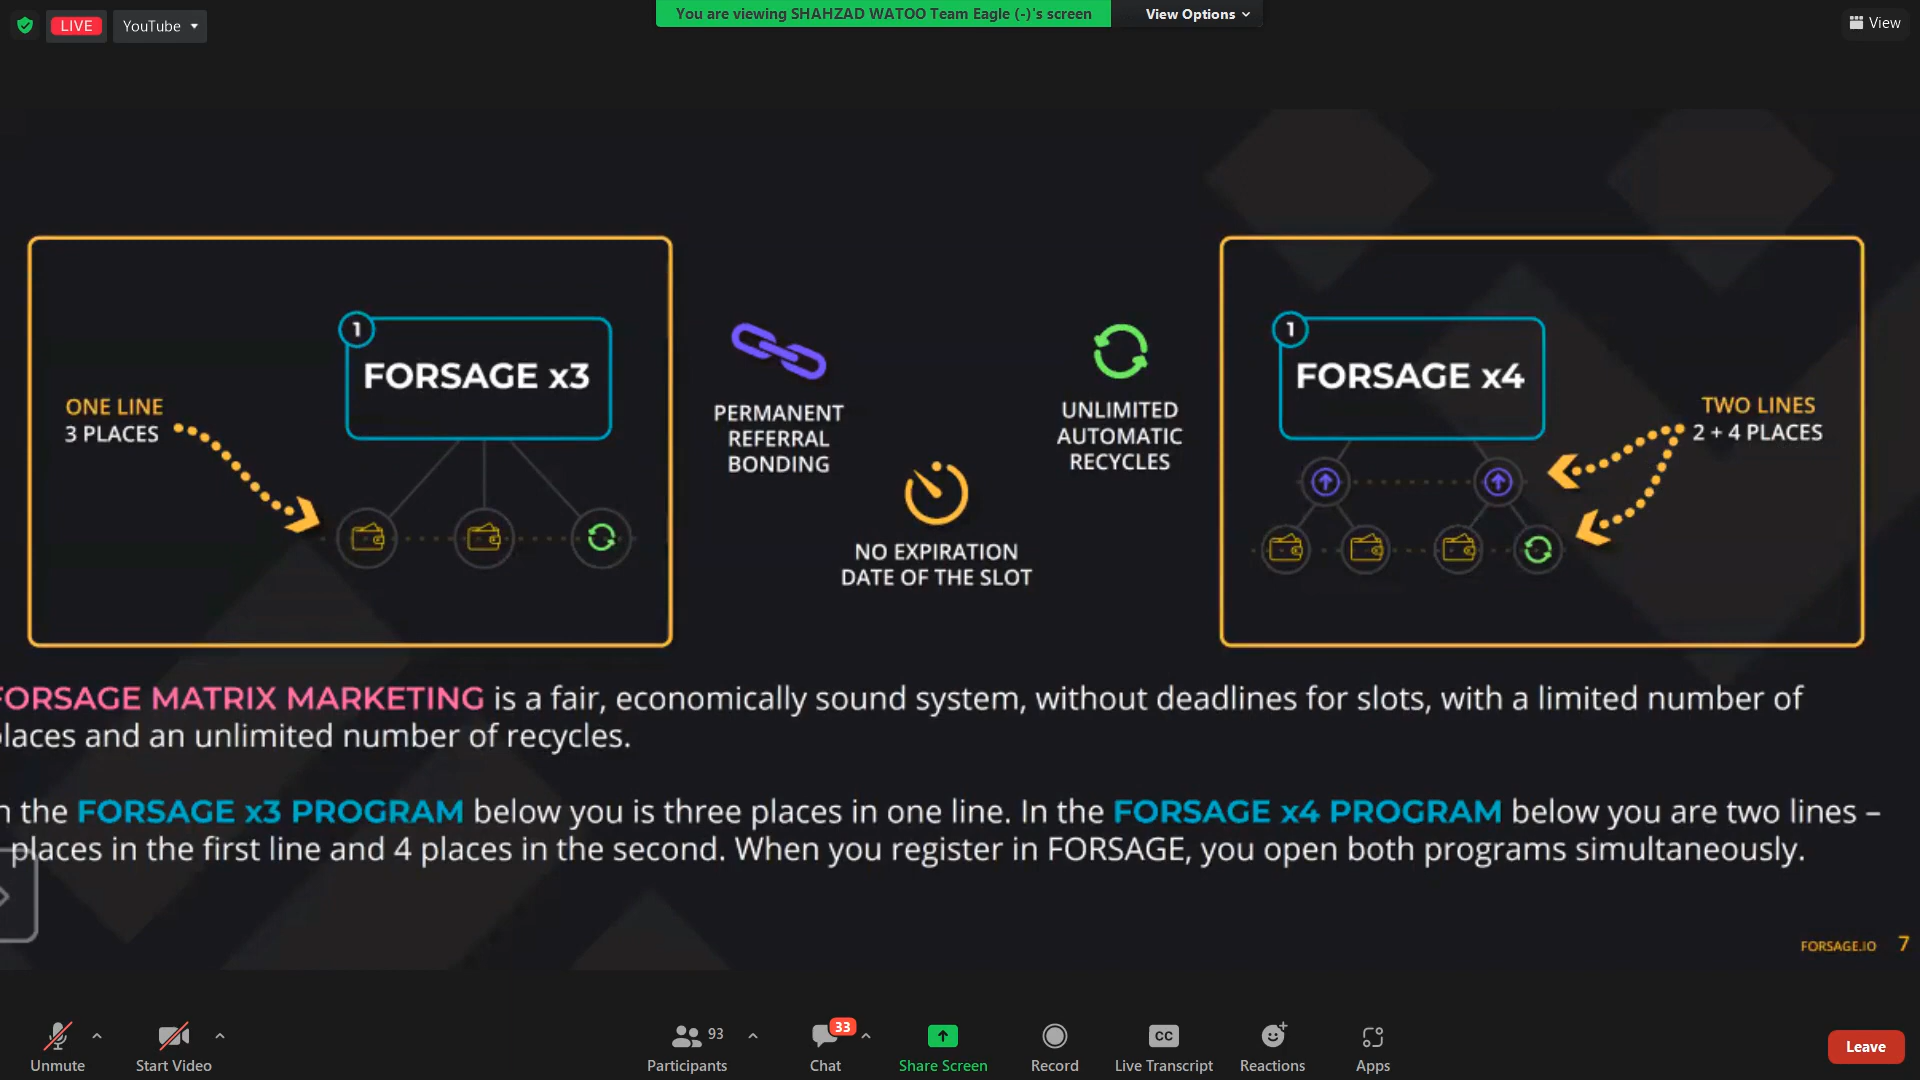 LIVE
YouTube
You are viewing SHAHZAD WATOO Team Eagle (-)'s screen
View Options
View
1
FORSAGE x3
ONE LINE
3 PLACES
PERMANENT
REFERRAL
BONDING
NO EXPIRATION
DATE OF THE SLOT
UNLIMITED
AUTOMATIC
RECYCLES
1
FORSAGE x4
TWO LINES
2 + 4 PLACES
FORSAGE MATRIX MARKETING is a fair, economically sound system, without deadlines for slots, with a limited number of
places and an unlimited number of recycles.
n the FORSAGE x3 PROGRAM below you is three places in one line. In the FORSAGE x4 PROGRAM below you are two lines –
places in the first line and 4 places in the second. When you register in FORSAGE, you open both programs simultaneously.
FORSAGE.IO 7
Unmute
Start Video
93
Participants
33
Chat
Share Screen
Record
CC
Live Transcript
Reactions
Apps
Leave